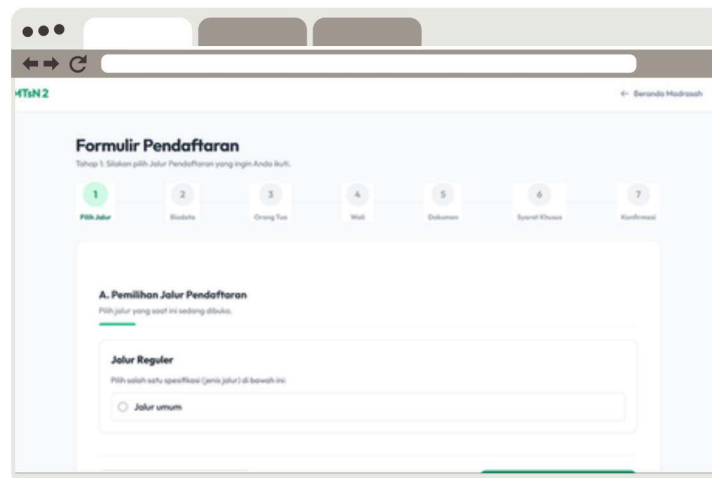 MTsN 2
← Beranda Madrasah
Formulir Pendaftaran
Tahap 1: Silakan pilih Jalur Pendaftaran yang ingin Anda ikuti.
1 2 3 4 5 6 7
Pilih Jalur Biodata Orang Tua Wali Dokumen Syarat Khusus Konfirmasi
A. Pemilihan Jalur Pendaftaran
Pilih jalur yang saat ini sedang dibuka.
Jalur Reguler
Pilih salah satu spesifikasi (jenis jalur) di bawah ini:
Jalur umum